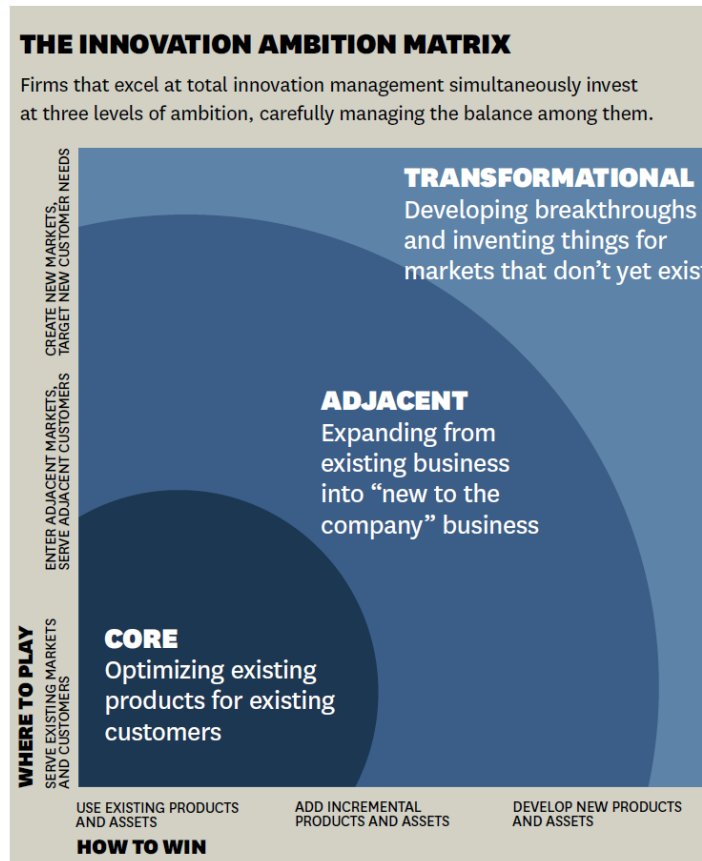 THE INNOVATION AMBITION MATRIX
Firms that excel at total innovation management simultaneously invest
at three levels of ambition, carefully managing the balance among them.
TRANSFORMATIONAL
Developing breakthroughs
and inventing things for
markets that don’t yet exist
CREATE NEW MARKETS,
TARGET NEW CUSTOMER NEEDS
ADJACENT
Expanding from
existing business
into “new to the
company” business
ENTER ADJACENT MARKETS,
SERVE ADJACENT CUSTOMERS
CORE
Optimizing existing
products for existing
customers
WHERE TO PLAY
SERVE EXISTING MARKETS
AND CUSTOMERS
USE EXISTING PRODUCTS
AND ASSETS
ADD INCREMENTAL
PRODUCTS AND ASSETS
DEVELOP NEW PRODUCTS
AND ASSETS
HOW TO WIN